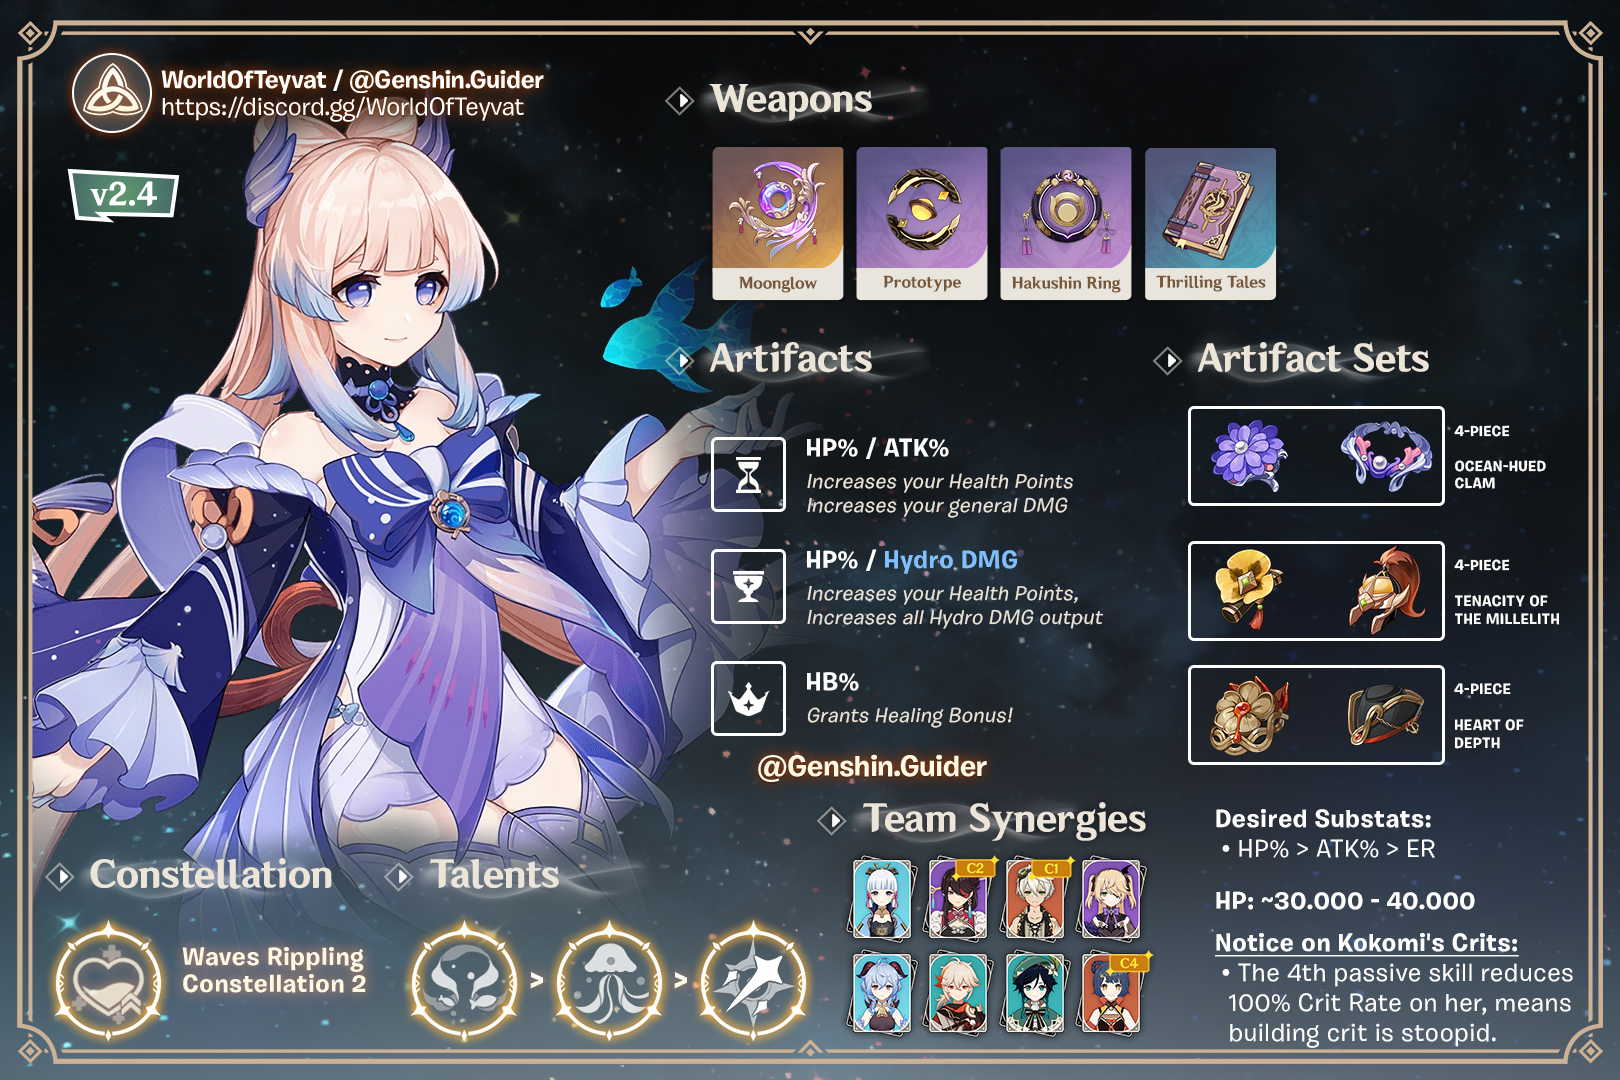 WorldOfTeyvat / @Genshin.Guider
https://discord.gg/WorldOfTeyvat
v2.4
Weapons
Moonglow
Prototype
Hakushin Ring
Thrilling Tales
Artifacts
HP% / ATK%
Increases your Health Points
Increases your general DMG
HP% / Hydro DMG
Increases your Health Points,
Increases all Hydro DMG output
HB%
Grants Healing Bonus!
@Genshin.Guider
Artifact Sets
4-PIECE
OCEAN-HUED
CLAM
4-PIECE
TENACITY OF
THE MILLELITH
4-PIECE
HEART OF
DEPTH
Constellation
Waves Rippling
Constellation 2
Talents
>
>
Team Synergies
C2
C1
C4
Desired Substats:
• HP% > ATK% > ER
HP: ~30.000 - 40.000
Notice on Kokomi's Crits:
• The 4th passive skill reduces
100% Crit Rate on her, means
building crit is stoopid.